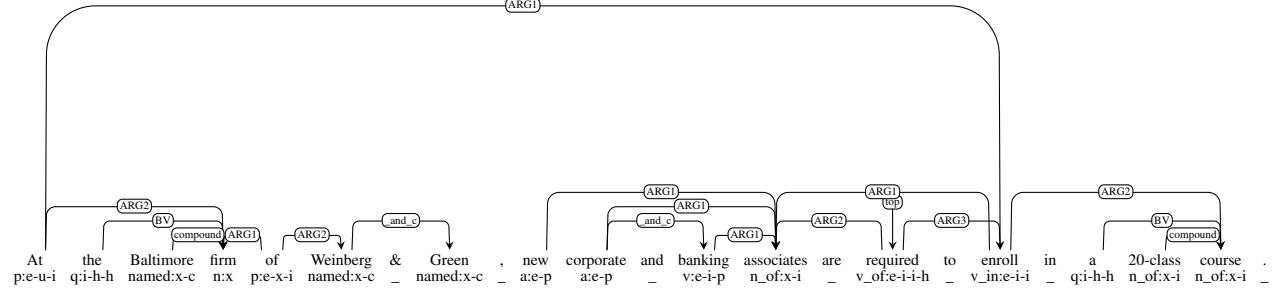 ARG1
ARG2 ARG1 ARG1 ARG2
BV compound ARG1 ARG2 _and_c ARG1 _and_c ARG1 ARG2 top ARG3 BV compound
At the Baltimore firm of Weinberg & Green , new corporate and banking associates are required to enroll in a 20-class course .
p:e-u-i q:i-h-h named:x-c n:x p:e-x-i named:x-c _ named:x-c _ a:e-p a:e-p _ v:e-i-p n_of:x-i _ v_of:e-i-i-h _ v_in:e-i-i _ q:i-h-h n_of:x-i n_of:x-i _